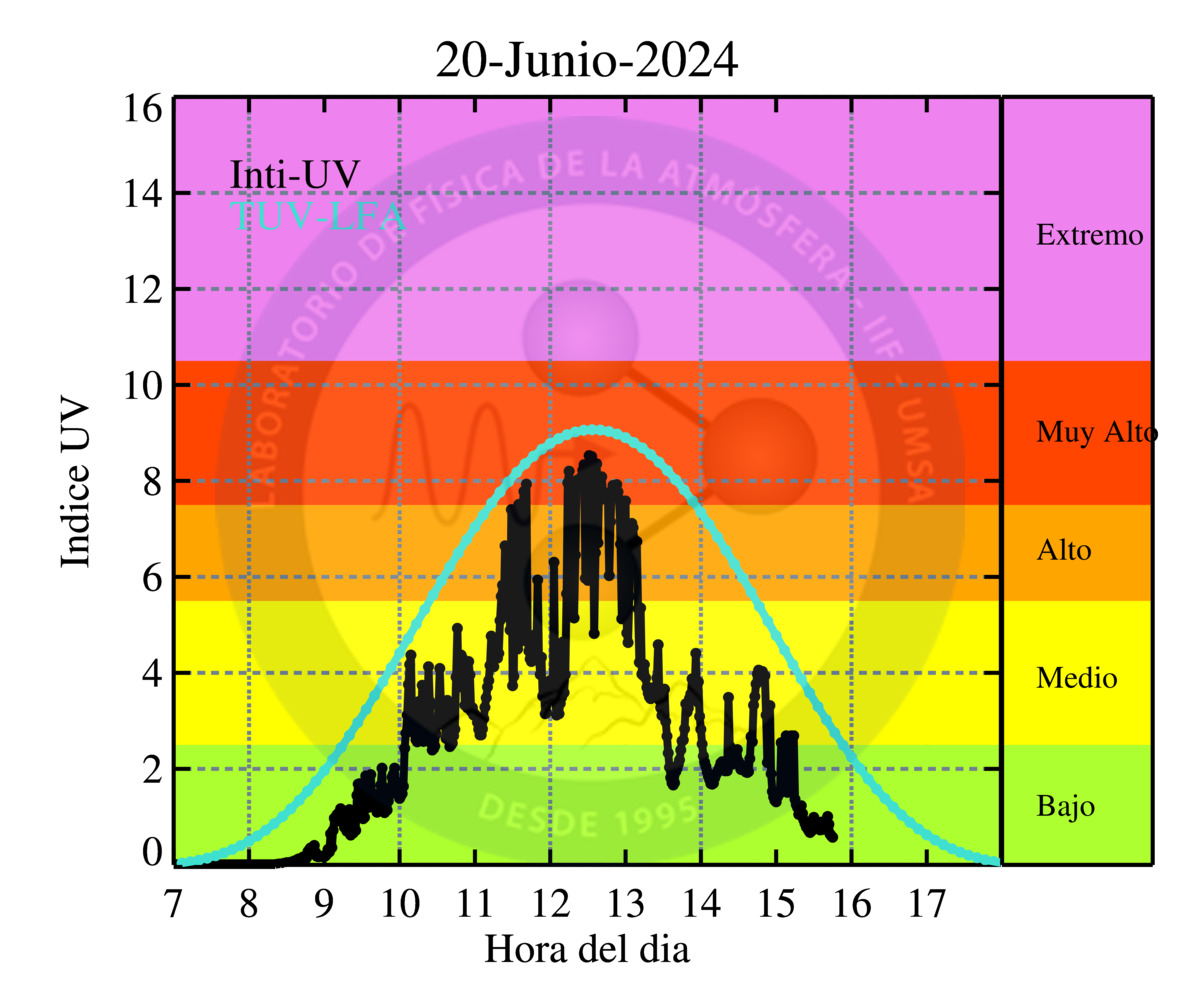 20-Junio-2024
Inti-UV
TUV-LFA
LABORATORIO DE FÍSICA DE LA ATMÓSFERA - IIF - UMSA
DESDE 1995
Indice UV
16
14
12
10
8
6
4
2
0
Extremo
Muy Alto
Alto
Medio
Bajo
7 8 9 10 11 12 13 14 15 16 17
Hora del dia